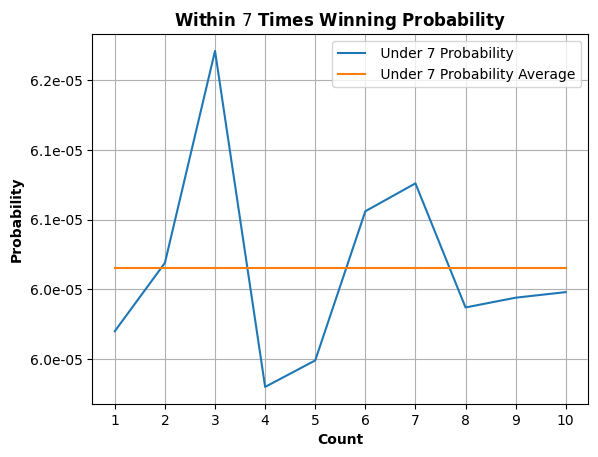 Within 7 Times Winning Probability
Under 7 Probability
Under 7 Probability Average
6.2e-05
6.1e-05
6.1e-05
6.0e-05
6.0e-05
Probability
1 2 3 4 5 6 7 8 9 10
Count